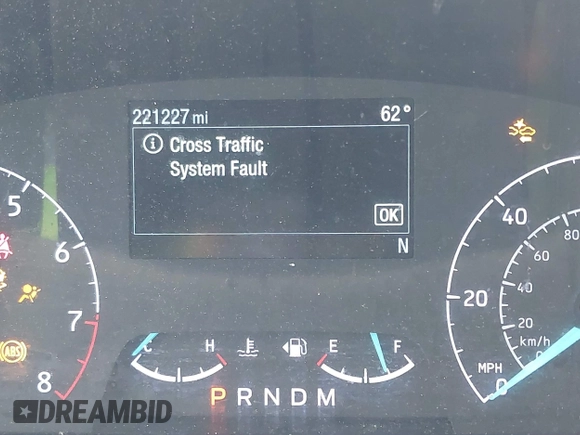 221227 mi 62°
Cross Traffic
System Fault
OK
N
5
6
7
8
ABS
C H
E F
P R N D M
40
20
0
MPH
80
60
40
20
0
km/h
DREAMBID